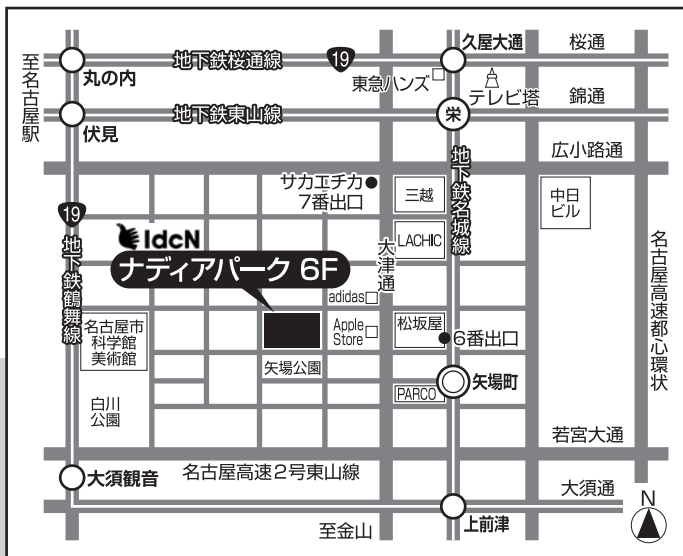 久屋大通
桜通
地下鉄桜通線
19
至名古屋駅
丸の内
東急ハンズ
テレビ塔
錦通
地下鉄東山線
栄
伏見
広小路通
サカエチカ
7番出口
三越
地下鉄名城線
中日
ビル
19
IdcN
LACHIC
大津通
ナディアパーク 6F
名古屋高速都心環状
地下鉄鶴舞線
adidas
名古屋市
科学館
美術館
Apple
Store
松坂屋
6番出口
矢場公園
矢場町
PARCO
白川
公園
若宮大通
大須観音
名古屋高速2号東山線
大須通
N
上前津
至金山